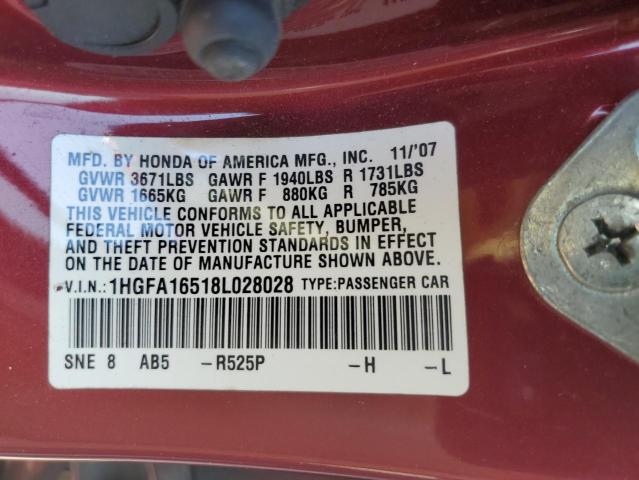 MFD. BY HONDA OF AMERICA MFG., INC. 11/'07
GVWR 3671LBS GAWR F 1940LBS R 1731LBS
GVWR 1665KG GAWR F 880KG R 785KG
THIS VEHICLE CONFORMS TO ALL APPLICABLE
FEDERAL MOTOR VEHICLE SAFETY, BUMPER,
AND THEFT PREVENTION STANDARDS IN EFFECT
ON THE DATE OF MANUFACTURE SHOWN ABOVE.
V.I.N.: 1HGFA16518L028028 TYPE:PASSENGER CAR
SNE 8 AB5 -R525P -H -L